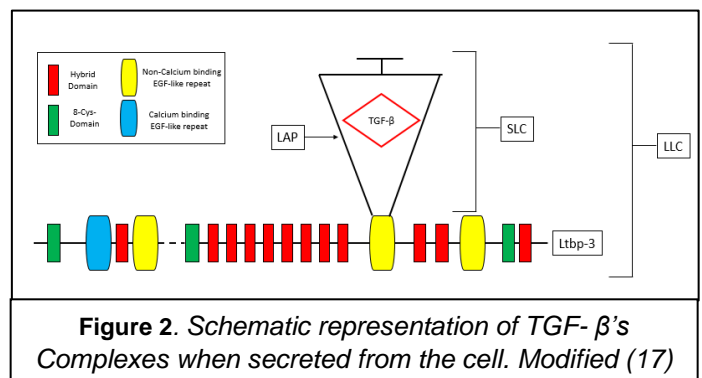 Hybrid
Domain
Non-Calcium binding
EGF-like repeat
8-Cys-
Domain
Calcium binding
EGF-like repeat
TGF-β
LAP
SLC
LLC
Ltbp-3
Figure 2. Schematic representation of TGF- β’s
Complexes when secreted from the cell. Modified (17)